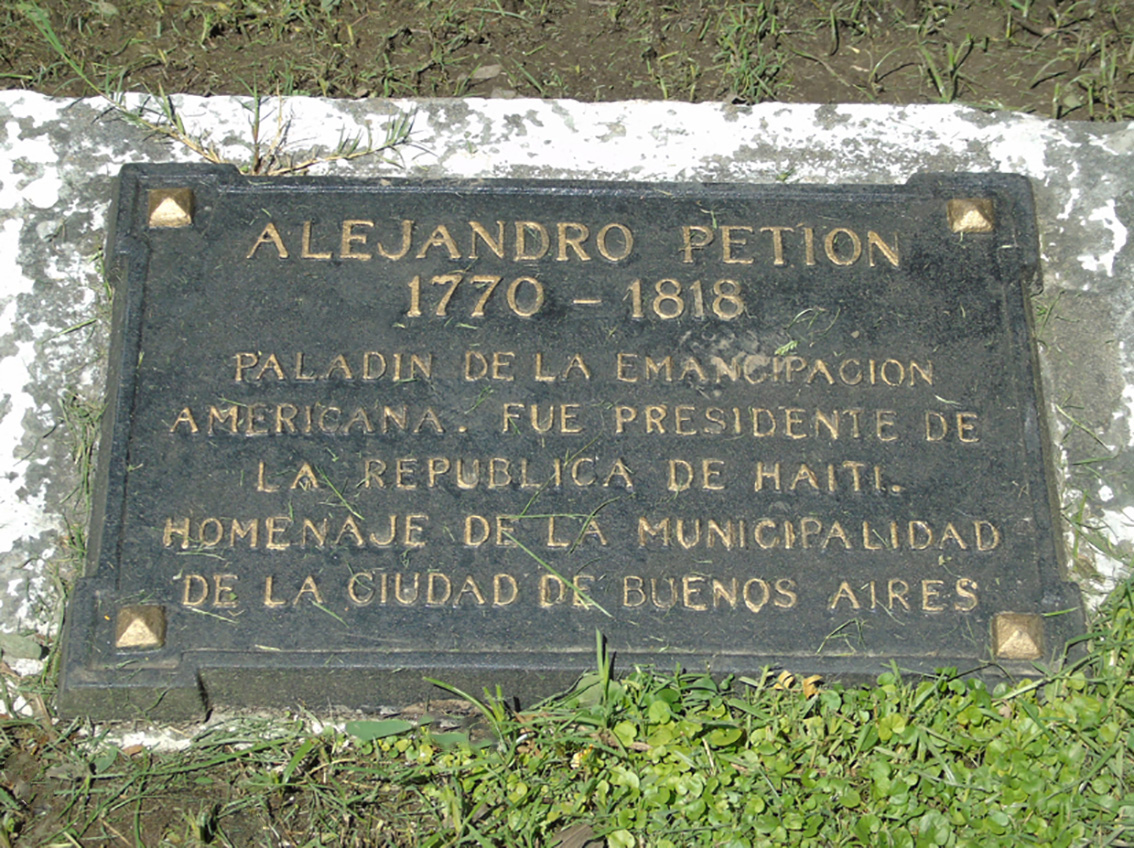 ALEJANDRO PETION
1770 - 1818
PALADIN DE LA EMANCIPACION
AMERICANA. FUE PRESIDENTE DE
LA REPUBLICA DE HAITI.
HOMENAJE DE LA MUNICIPALIDAD
DE LA CIUDAD DE BUENOS AIRES